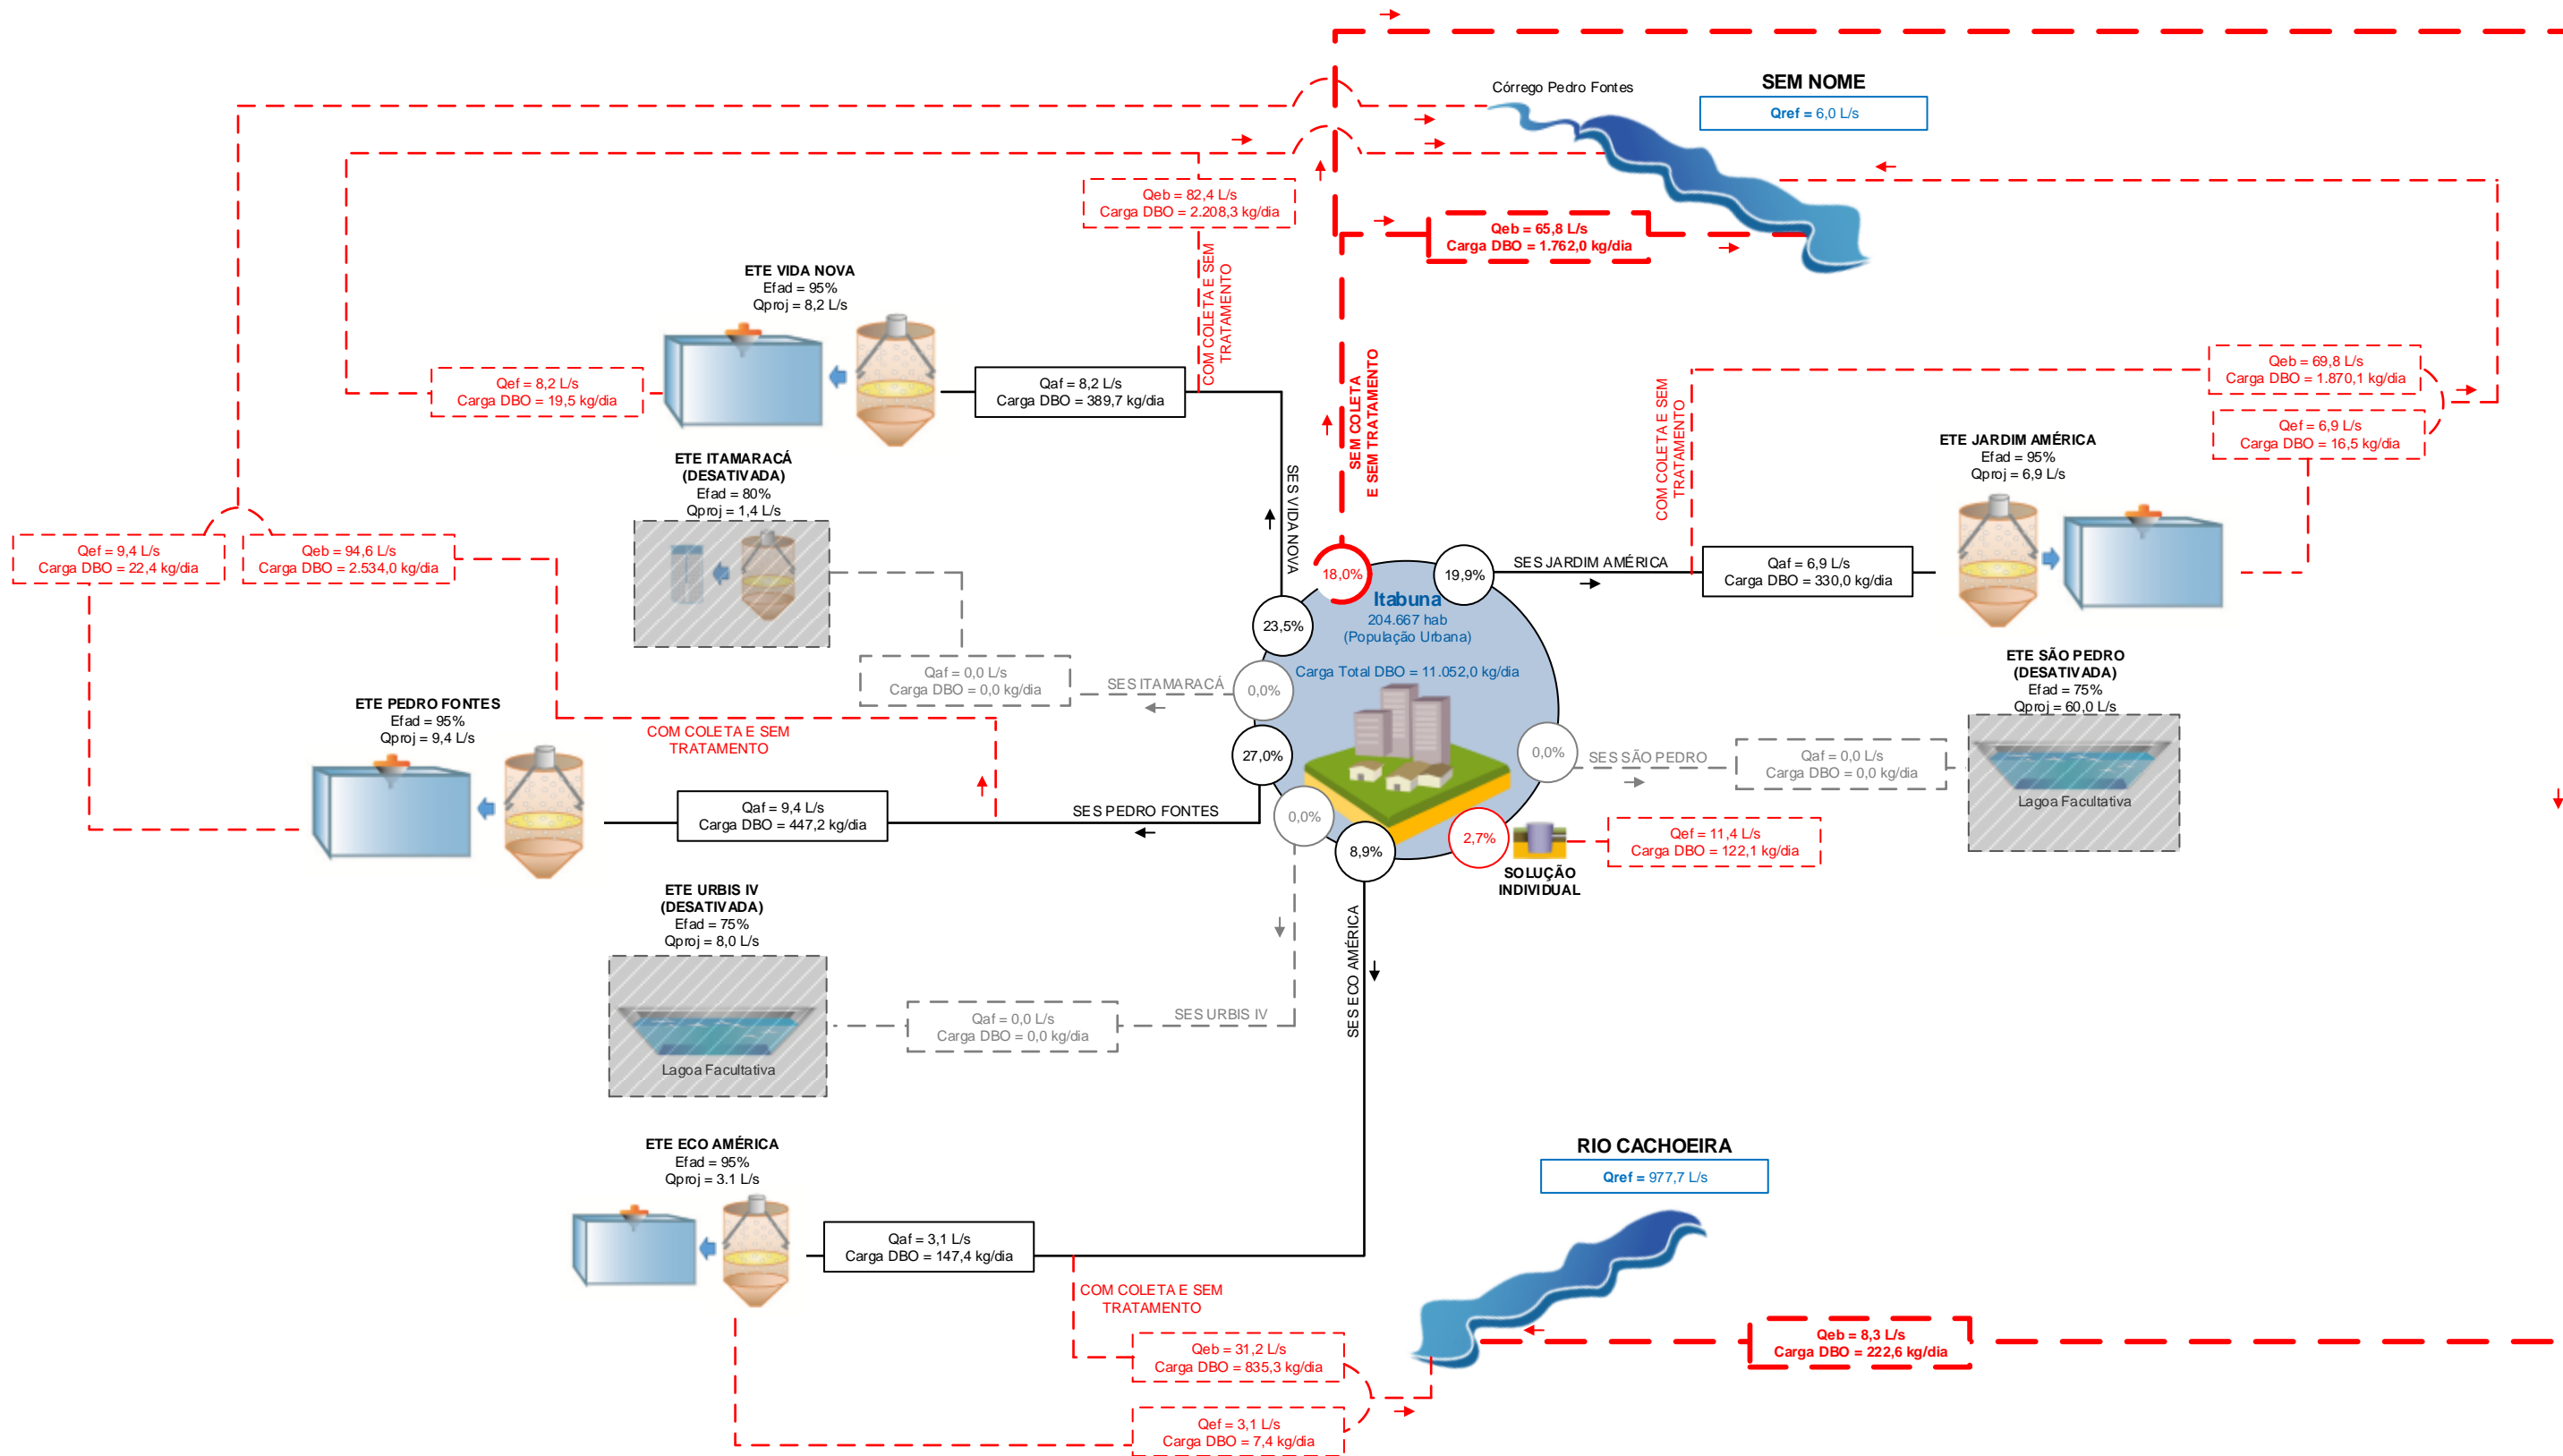 Córrego Pedro Fontes
SEM NOME
Qref = 6,0 L/s
Qeb = 82,4 L/s
Carga DBO = 2.208,3 kg/dia
Qeb = 65,8 L/s
Carga DBO = 1.762,0 kg/dia
COM COLETA E SEM
TRATAMENTO
ETE VIDA NOVA
Efad = 95%
Qproj = 8,2 L/s
Qef = 8,2 L/s
Carga DBO = 19,5 kg/dia
Qaf = 8,2 L/s
Carga DBO = 389,7 kg/dia
SEM COLETA
E SEM TRATAMENTO
COM COLETA E SEM
TRATAMENTO
Qeb = 69,8 L/s
Carga DBO = 1.870,1 kg/dia
Qef = 6,9 L/s
Carga DBO = 16,5 kg/dia
ETE JARDIM AMÉRICA
Efad = 95%
Qproj = 6,9 L/s
ETE ITAMARACÁ
(DESATIVADA)
Efad = 80%
Qproj = 1,4 L/s
SES VIDA NOVA
Qef = 9,4 L/s
Carga DBO = 22,4 kg/dia
Qeb = 94,6 L/s
Carga DBO = 2.534,0 kg/dia
18,0%
19,9%
SES JARDIM AMÉRICA
Qaf = 6,9 L/s
Carga DBO = 330,0 kg/dia
Itabuna
204.667 hab
(População Urbana)
Carga Total DBO = 11.052,0 kg/dia
23,5%
Qaf = 0,0 L/s
Carga DBO = 0,0 kg/dia
SES ITAMARACÁ
0,0%
ETE SÃO PEDRO
(DESATIVADA)
Efad = 75%
Qproj = 60,0 L/s
Lagoa Facultativa
ETE PEDRO FONTES
Efad = 95%
Qproj = 9,4 L/s
COM COLETA E SEM
TRATAMENTO
27,0%
0,0%
SES SÃO PEDRO
Qaf = 0,0 L/s
Carga DBO = 0,0 kg/dia
Qaf = 9,4 L/s
Carga DBO = 447,2 kg/dia
SES PEDRO FONTES
0,0%
8,9%
2,7%
SOLUÇÃO
INDIVIDUAL
Qef = 11,4 L/s
Carga DBO = 122,1 kg/dia
ETE URBIS IV
(DESATIVADA)
Efad = 75%
Qproj = 8,0 L/s
Lagoa Facultativa
Qaf = 0,0 L/s
Carga DBO = 0,0 kg/dia
SES URBIS IV
SES ECO AMÉRICA
ETE ECO AMÉRICA
Efad = 95%
Qproj = 3.1 L/s
Qaf = 3,1 L/s
Carga DBO = 147,4 kg/dia
RIO CACHOEIRA
Qref = 977,7 L/s
COM COLETA E SEM
TRATAMENTO
Qeb = 31,2 L/s
Carga DBO = 835,3 kg/dia
Qeb = 8,3 L/s
Carga DBO = 222,6 kg/dia
Qef = 3,1 L/s
Carga DBO = 7,4 kg/dia